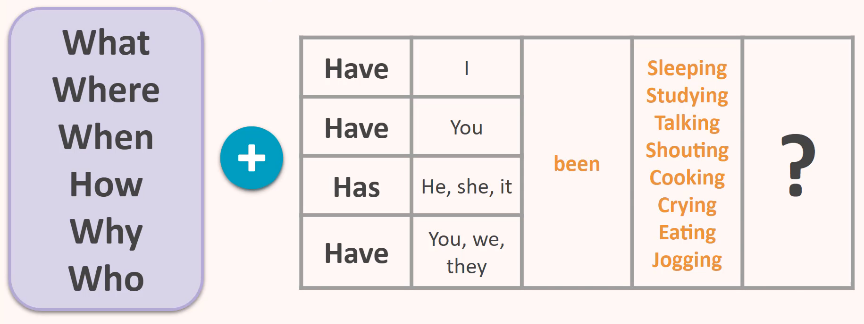 What
Where
When
How
Why
Who
+
Have I
Have You
Has He, she, it
Have You, we,
they
been
Sleeping
Studying
Talking
Shouting
Cooking
Crying
Eating
Jogging
?